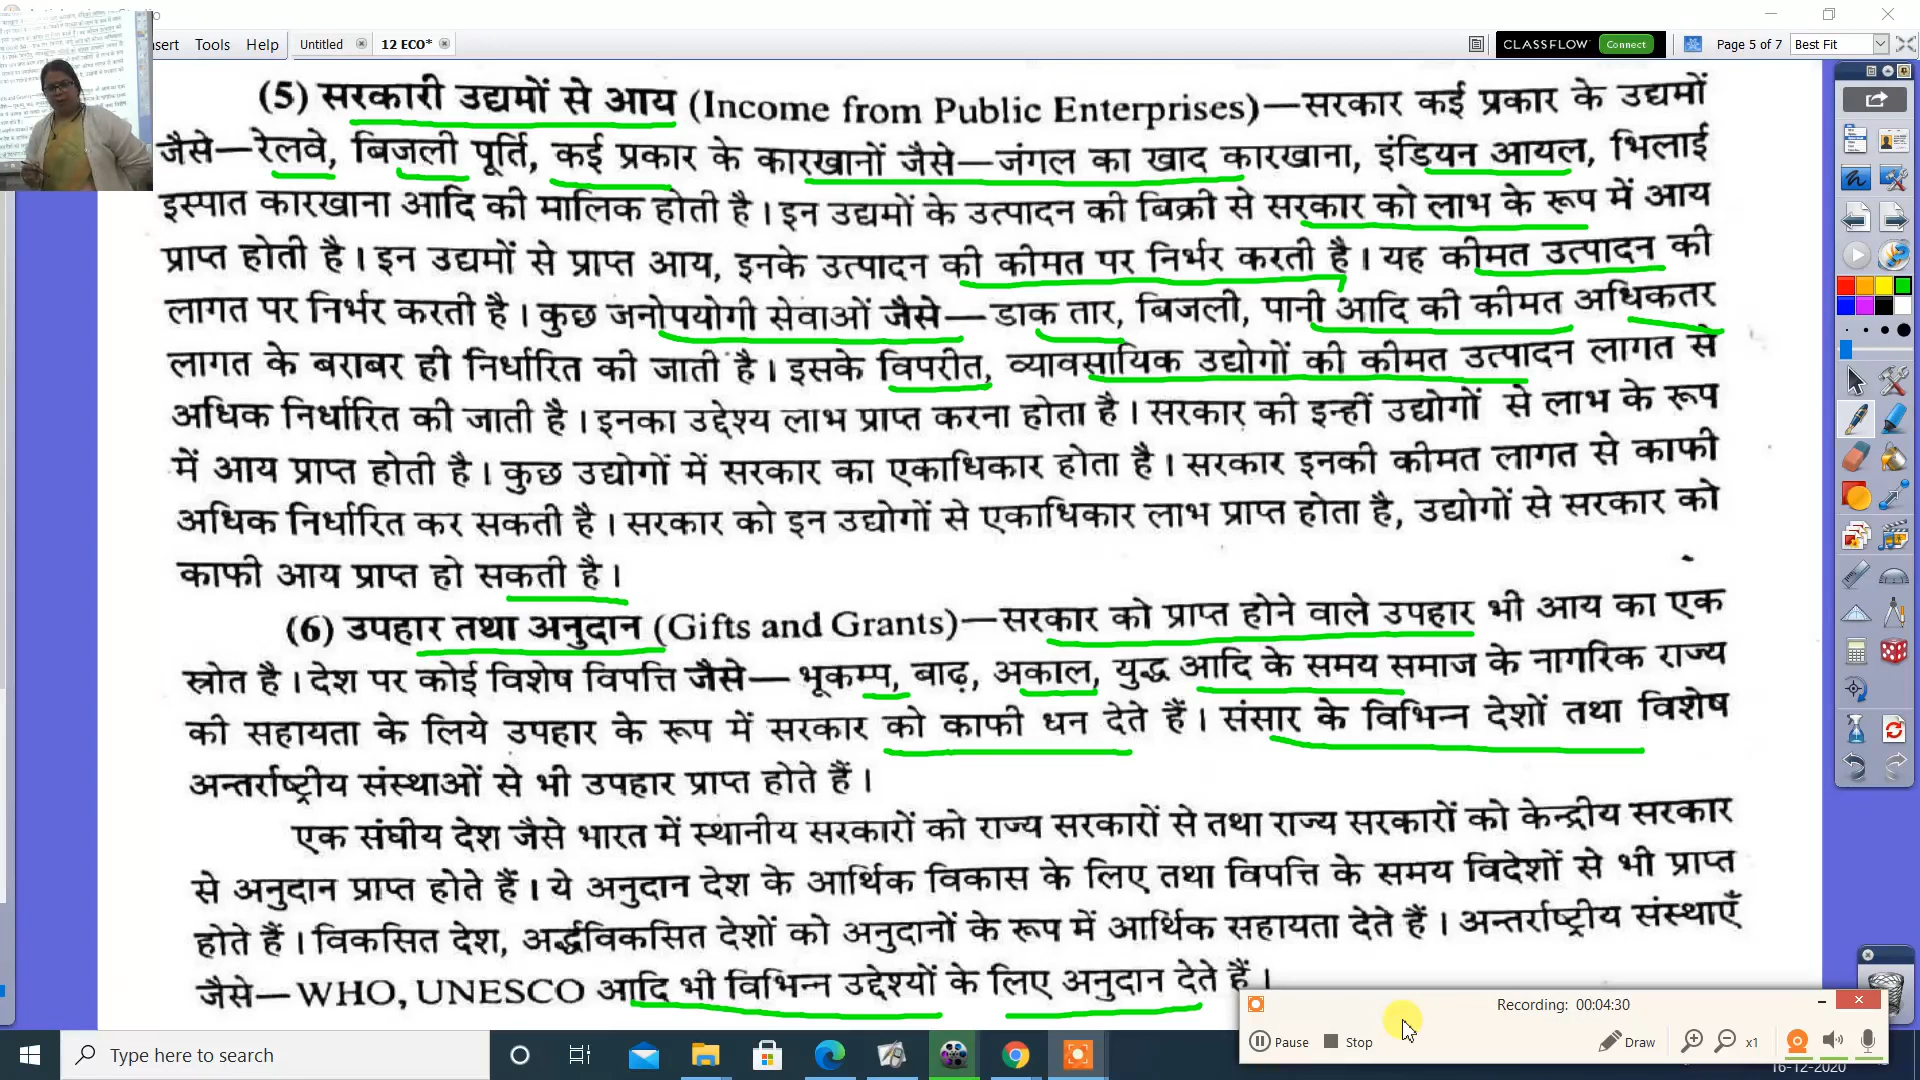 Insert Tools Help Untitled 12 ECO* CLASSFLOW Connect Page 5 of 7 Best Fit
(5) सरकारी उद्यमों से आय (Income from Public Enterprises)—सरकार कई प्रकार के उद्यमों
जैसे—रेलवे, बिजली पूर्ति, कई प्रकार के कारखानों जैसे—जंगल का खाद कारखाना, इंडियन आयल, भिलाई
इस्पात कारखाना आदि की मालिक होती है। इन उद्यमों के उत्पादन की बिक्री से सरकार को लाभ के रूप में आय
प्राप्त होती है। इन उद्यमों से प्राप्त आय, इनके उत्पादन की कीमत पर निर्भर करती है। यह कीमत उत्पादन की
लागत पर निर्भर करती है। कुछ जनोपयोगी सेवाओं जैसे—डाक तार, बिजली, पानी आदि की कीमत अधिकतर
लागत के बराबर ही निर्धारित की जाती है। इसके विपरीत, व्यावसायिक उद्योगों की कीमत उत्पादन लागत से
अधिक निर्धारित की जाती है। इनका उद्देश्य लाभ प्राप्त करना होता है। सरकार को इन्हीं उद्योगों से लाभ के रूप
में आय प्राप्त होती है। कुछ उद्योगों में सरकार का एकाधिकार होता है। सरकार इनकी कीमत लागत से काफी
अधिक निर्धारित कर सकती है। सरकार को इन उद्योगों से एकाधिकार लाभ प्राप्त होता है, उद्योगों से सरकार को
काफी आय प्राप्त हो सकती है।
(6) उपहार तथा अनुदान (Gifts and Grants)—सरकार को प्राप्त होने वाले उपहार भी आय का एक
स्रोत है। देश पर कोई विशेष विपत्ति जैसे—भूकम्प, बाढ़, अकाल, युद्ध आदि के समय समाज के नागरिक राज्य
की सहायता के लिये उपहार के रूप में सरकार को काफी धन देते हैं। संसार के विभिन्न देशों तथा विशेष
अन्तर्राष्ट्रीय संस्थाओं से भी उपहार प्राप्त होते हैं।
एक संघीय देश जैसे भारत में स्थानीय सरकारों को राज्य सरकारों से तथा राज्य सरकारों को केन्द्रीय सरकार
से अनुदान प्राप्त होते हैं। ये अनुदान देश के आर्थिक विकास के लिए तथा विपत्ति के समय विदेशों से भी प्राप्त
होते हैं। विकसित देश, अर्द्धविकसित देशों को अनुदानों के रूप में आर्थिक सहायता देते हैं। अन्तर्राष्ट्रीय संस्थाएँ
जैसे—WHO, UNESCO आदि भी विभिन्न उद्देश्यों के लिए अनुदान देते हैं।
Recording: 00:04:30
Pause Stop Draw x1
Type here to search
16-12-2020